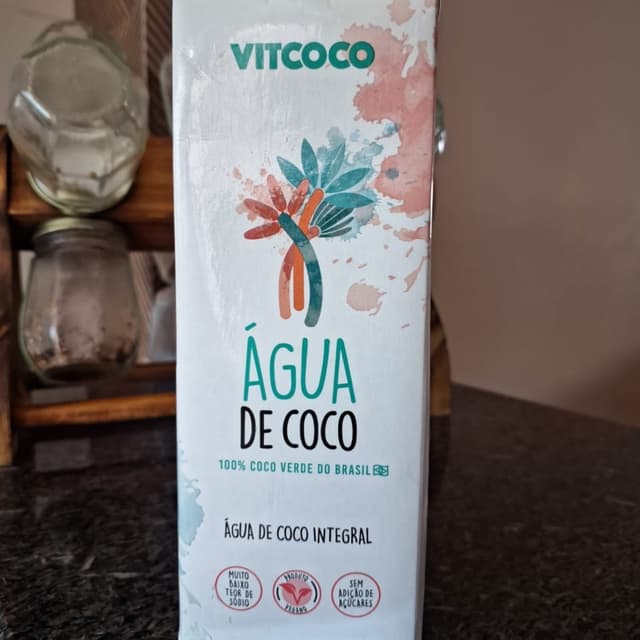 VITCOCO
ÁGUA
DE COCO
100% COCO VERDE DO BRASIL
ÁGUA DE COCO INTEGRAL
MUITO
BAIXO
TEOR DE
SÓDIO
PRODUTO
VEGANO
SEM
ADIÇÃO DE
AÇÚCARES